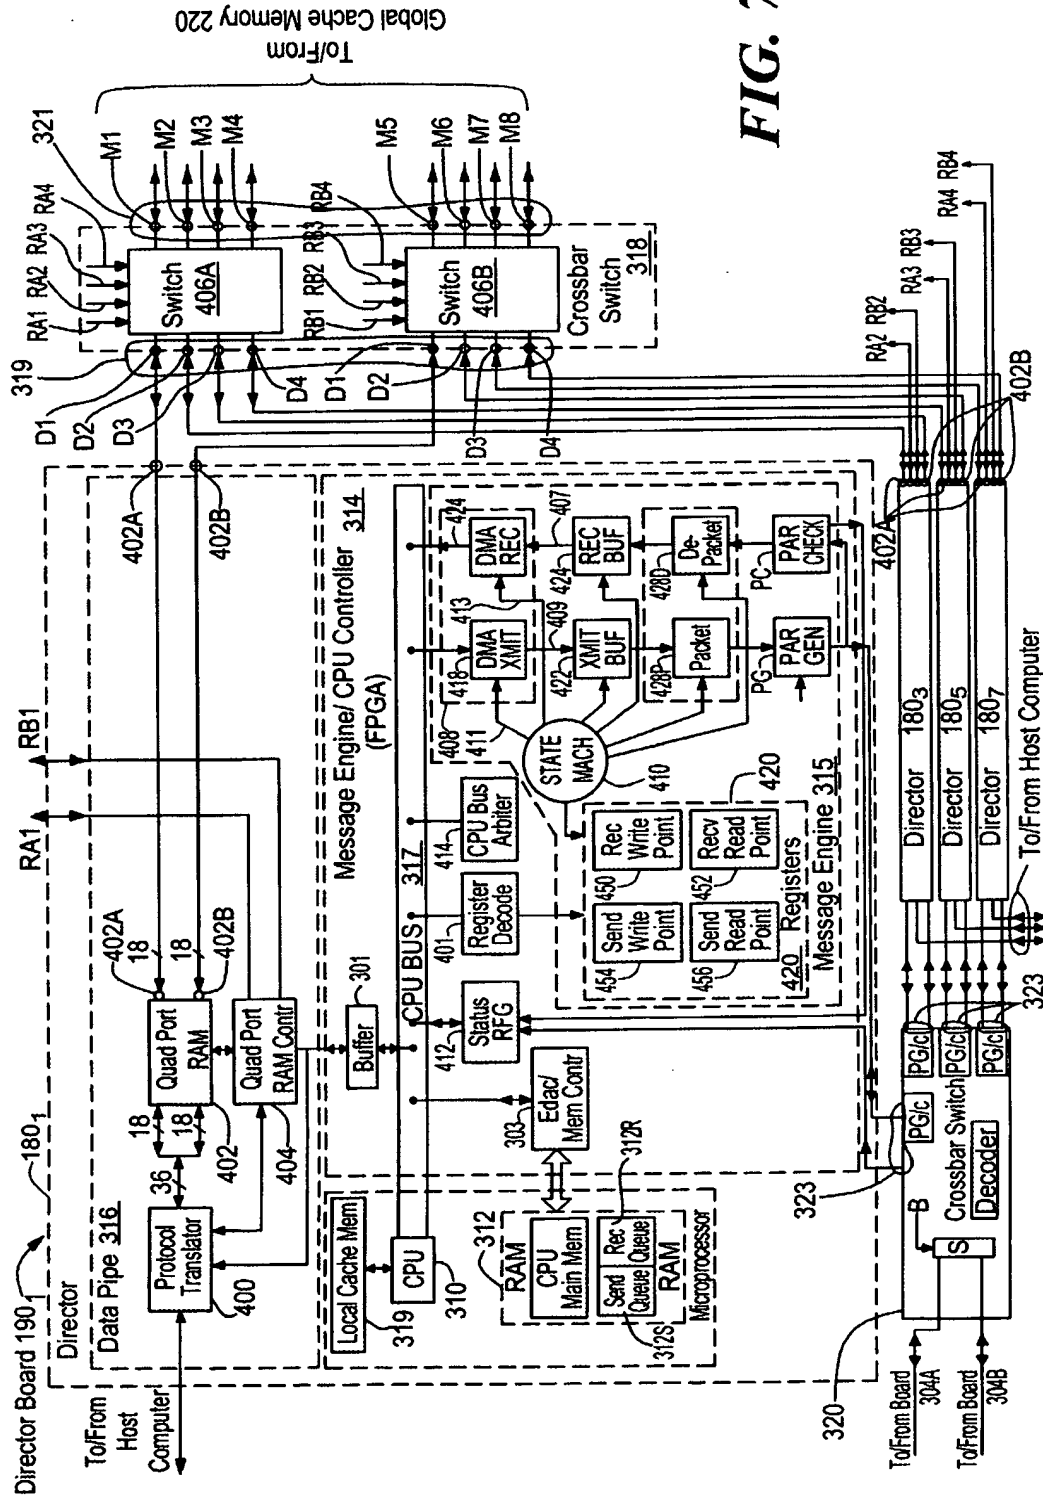 Director Board 190₁
180₁
RA1
RB1
To/From
Host
Computer
Director
Data Pipe 316
Protocol
Translator
400
36
18
18
Quad Port
RAM
402
402A
18
18
402B
Quad Port
RAM Contr
404
402A
402B
319
D1
D2
D3
D4
D1
D2
D3
D4
RA1
RA2
RA3
RA4
Switch
406A
RB1
RB2
RB3
RB4
Switch
406B
Crossbar
Switch
318
321
M1
M2
M3
M4
M5
M6
M7
M8
To/From
Global Cache Memory 220
Local Cache Mem
319
CPU
310
312
RAM
CPU
Main Mem
Send
Queue
Rec
Queue
RAM
312S
312R
Microprocessor
Message Engine/ CPU Controller
(FPGA)
314
Buffer
301
CPU BUS
317
303
Edac/
Mem Contr
412
Status
RFG
401
Register
Decode
414
CPU Bus
Arbiter
408
411
418
DMA
XMIT
413
DMA
REC
424
409
407
422
XMIT
BUF
424
REC
BUF
428P
Packet
428D
De-
Packet
PG
PAR
GEN
PC
PAR
CHECK
STATE
MACH
410
454
Send
Write
Point
450
Rec
Write
Point
456
Send
Read
Point
452
Recv
Read
Point
420
420 Registers
Message Engine 315
320
323
B
S
PG/c
PG/c
PG/c
PG/c
Crossbar Switch
Decoder
323
To/From Board
304A
To/From Board
304B
Director 180₃
Director 180₅
Director 180₇
To/From Host Computer
402A
402B
RA2
RB2
RA3
RB3
RA4
RB4
FIG. 7